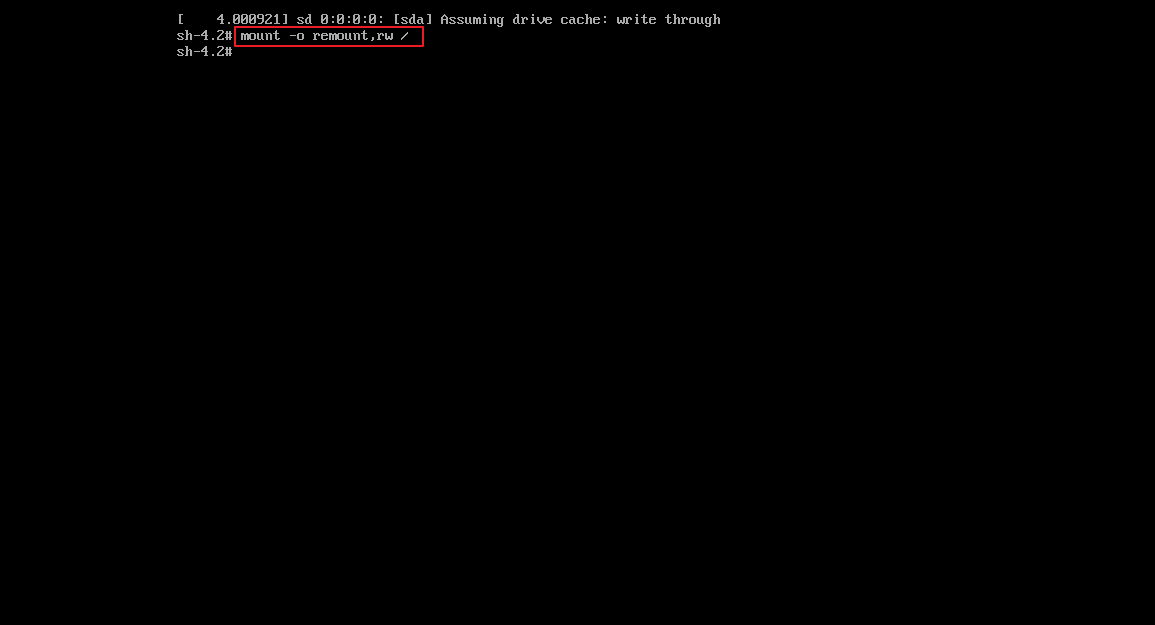 [    4.000921] sd 0:0:0:0: [sda] Assuming drive cache: write through
sh-4.2# mount -o remount,rw /
sh-4.2#